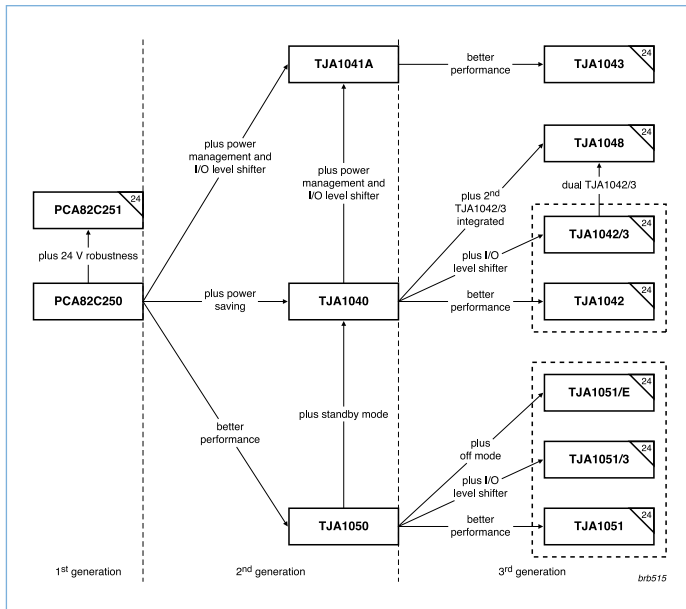 TJA1041A
better
performance
24
TJA1043
24
TJA1048
plus power
management and
I/O level shifter
plus power
management and
I/O level shifter
plus 2nd
TJA1042/3
integrated
dual TJA1042/3
24
PCA82C251
24
TJA1042/3
plus 24 V robustness
plus I/O
level shifter
PCA82C250
plus power
saving
TJA1040
better
performance
24
TJA1042
24
TJA1051/E
plus standby mode
better
performance
plus
off mode
24
TJA1051/3
plus I/O
level shifter
TJA1050
better
performance
24
TJA1051
1st generation
2nd generation
3rd generation
brb515